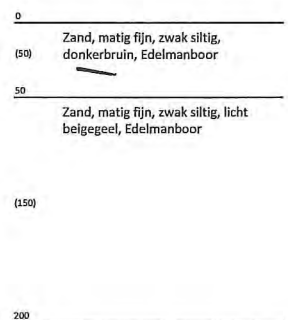 0
Zand, matig fijn, zwak siltig,
(50) donkerbruin, Edelmanboor
50
Zand, matig fijn, zwak siltig, licht
beigegeel, Edelmanboor
(150)
200